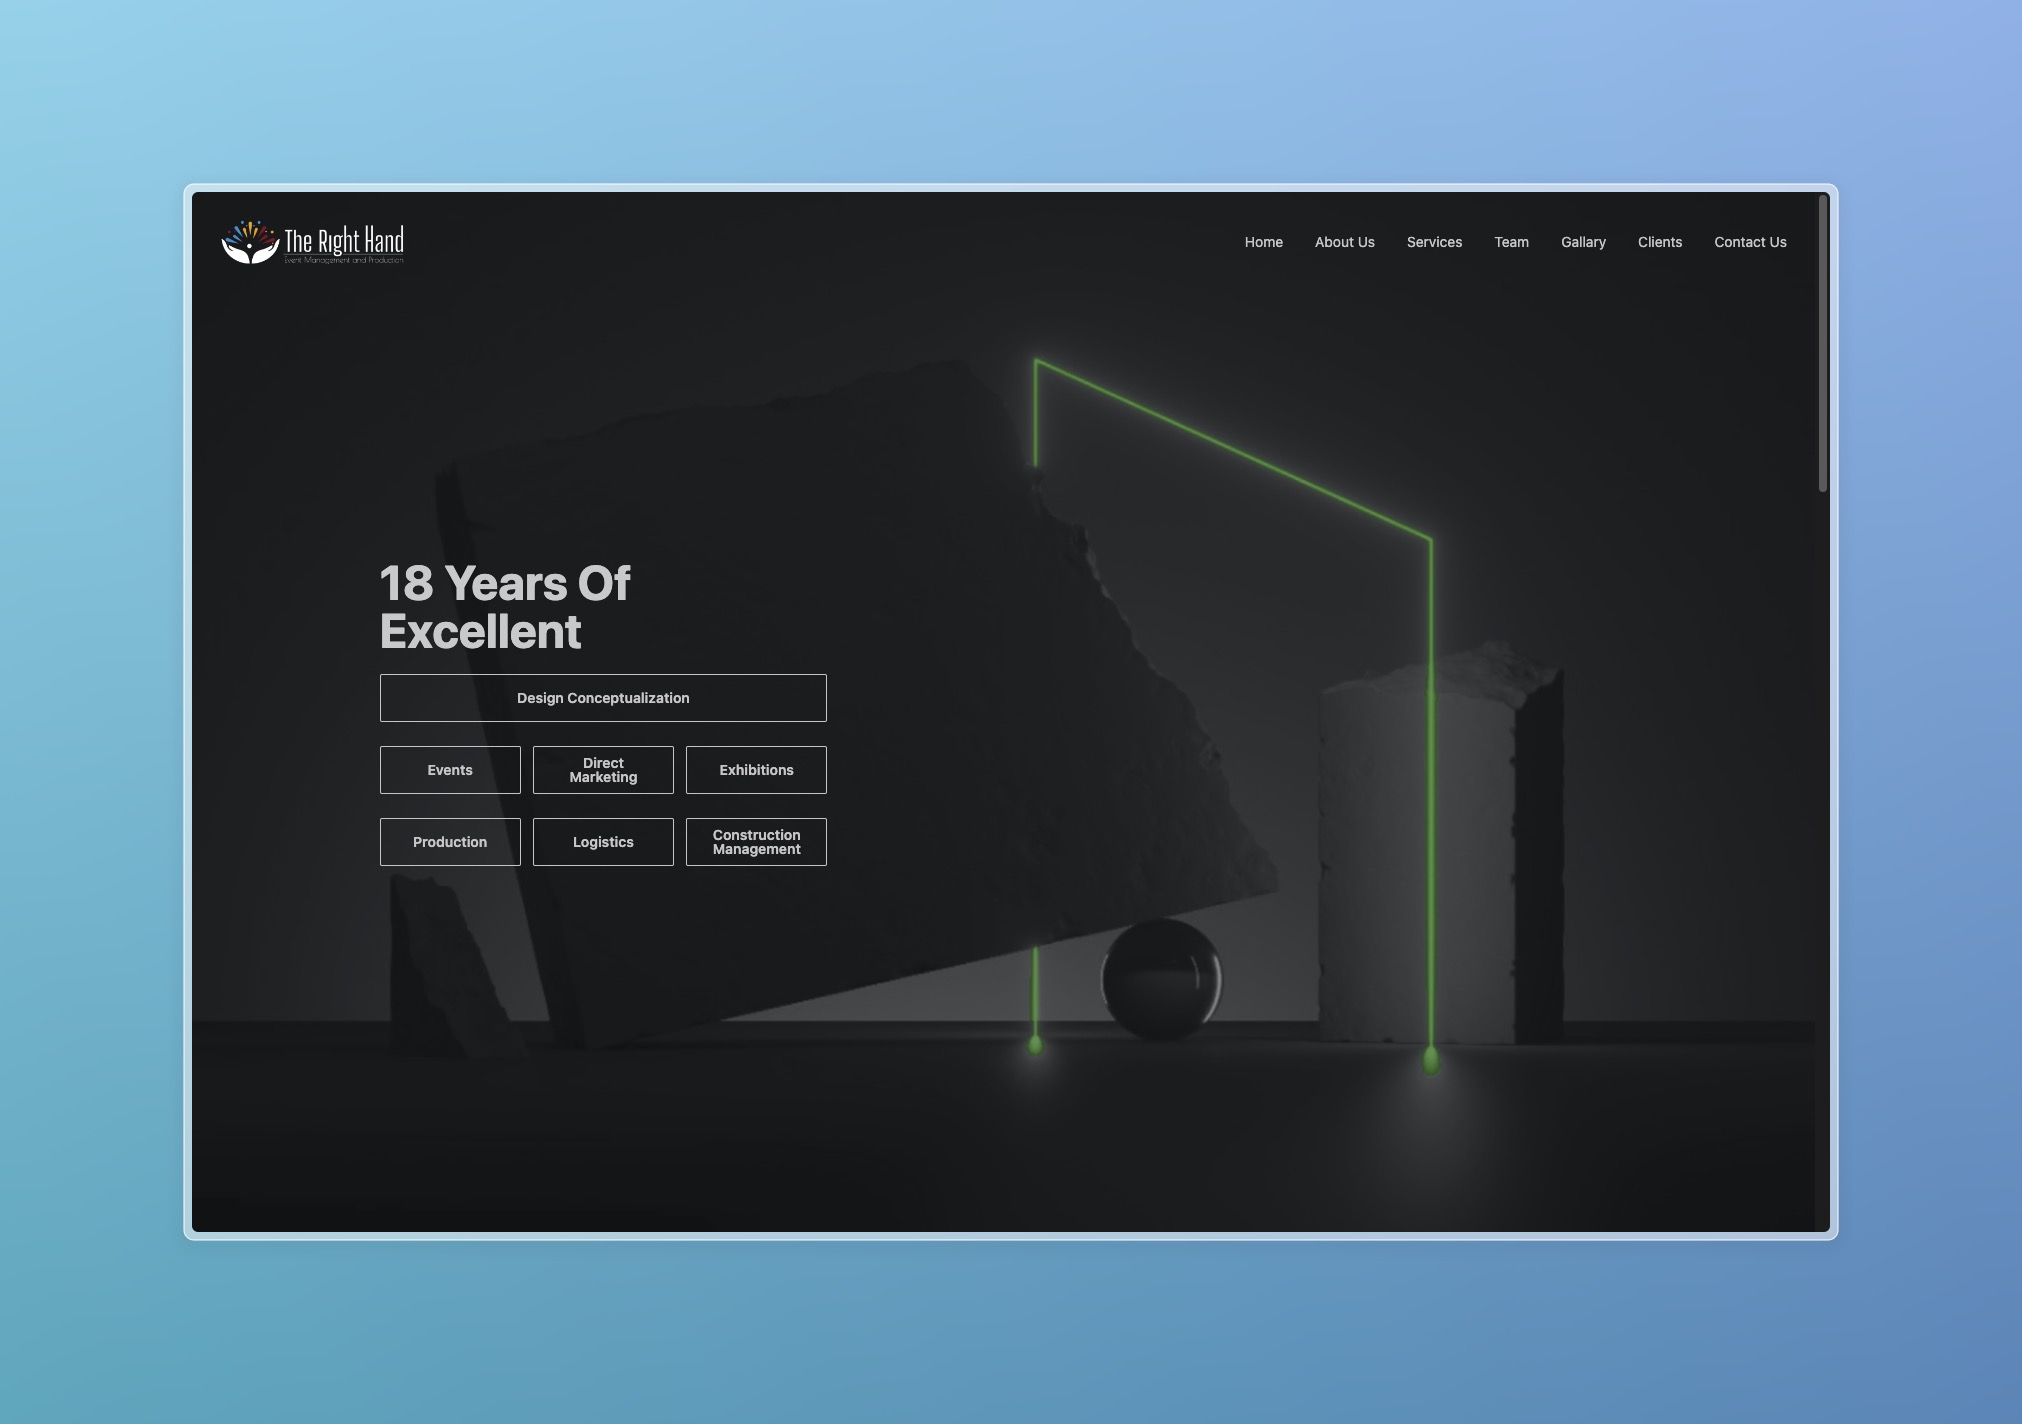 The Right Hand
Event Management and Production
Home About Us Services Team Gallary Clients Contact Us
18 Years Of
Excellent
Design Conceptualization
Events
Direct
Marketing
Exhibitions
Production
Logistics
Construction
Management